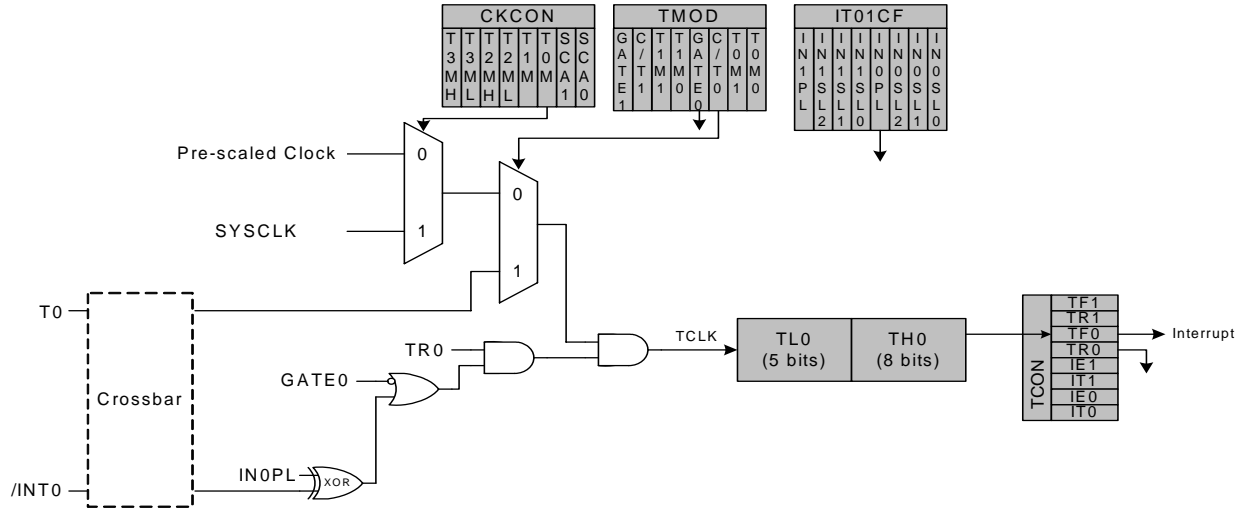 CKCON
T3MH T3ML T2MH T2ML T1M T0M SCA1 SCA0
TMOD
GATE1 C/T1 T1M1 T1M0 GATE0 C/T0 T0M1 T0M0
IT01CF
IN1PL IN1SL2 IN1SL1 IN1SL0 IN0PL IN0SL2 IN0SL1 IN0SL0
Pre-scaled Clock
0
SYSCLK
1
0
1
T0
Crossbar
/INT0
TR0
GATE0
IN0PL
XOR
TCLK
TL0
(5 bits)
TH0
(8 bits)
TCON
TF1
TR1
TF0
TR0
IE1
IT1
IE0
IT0
Interrupt